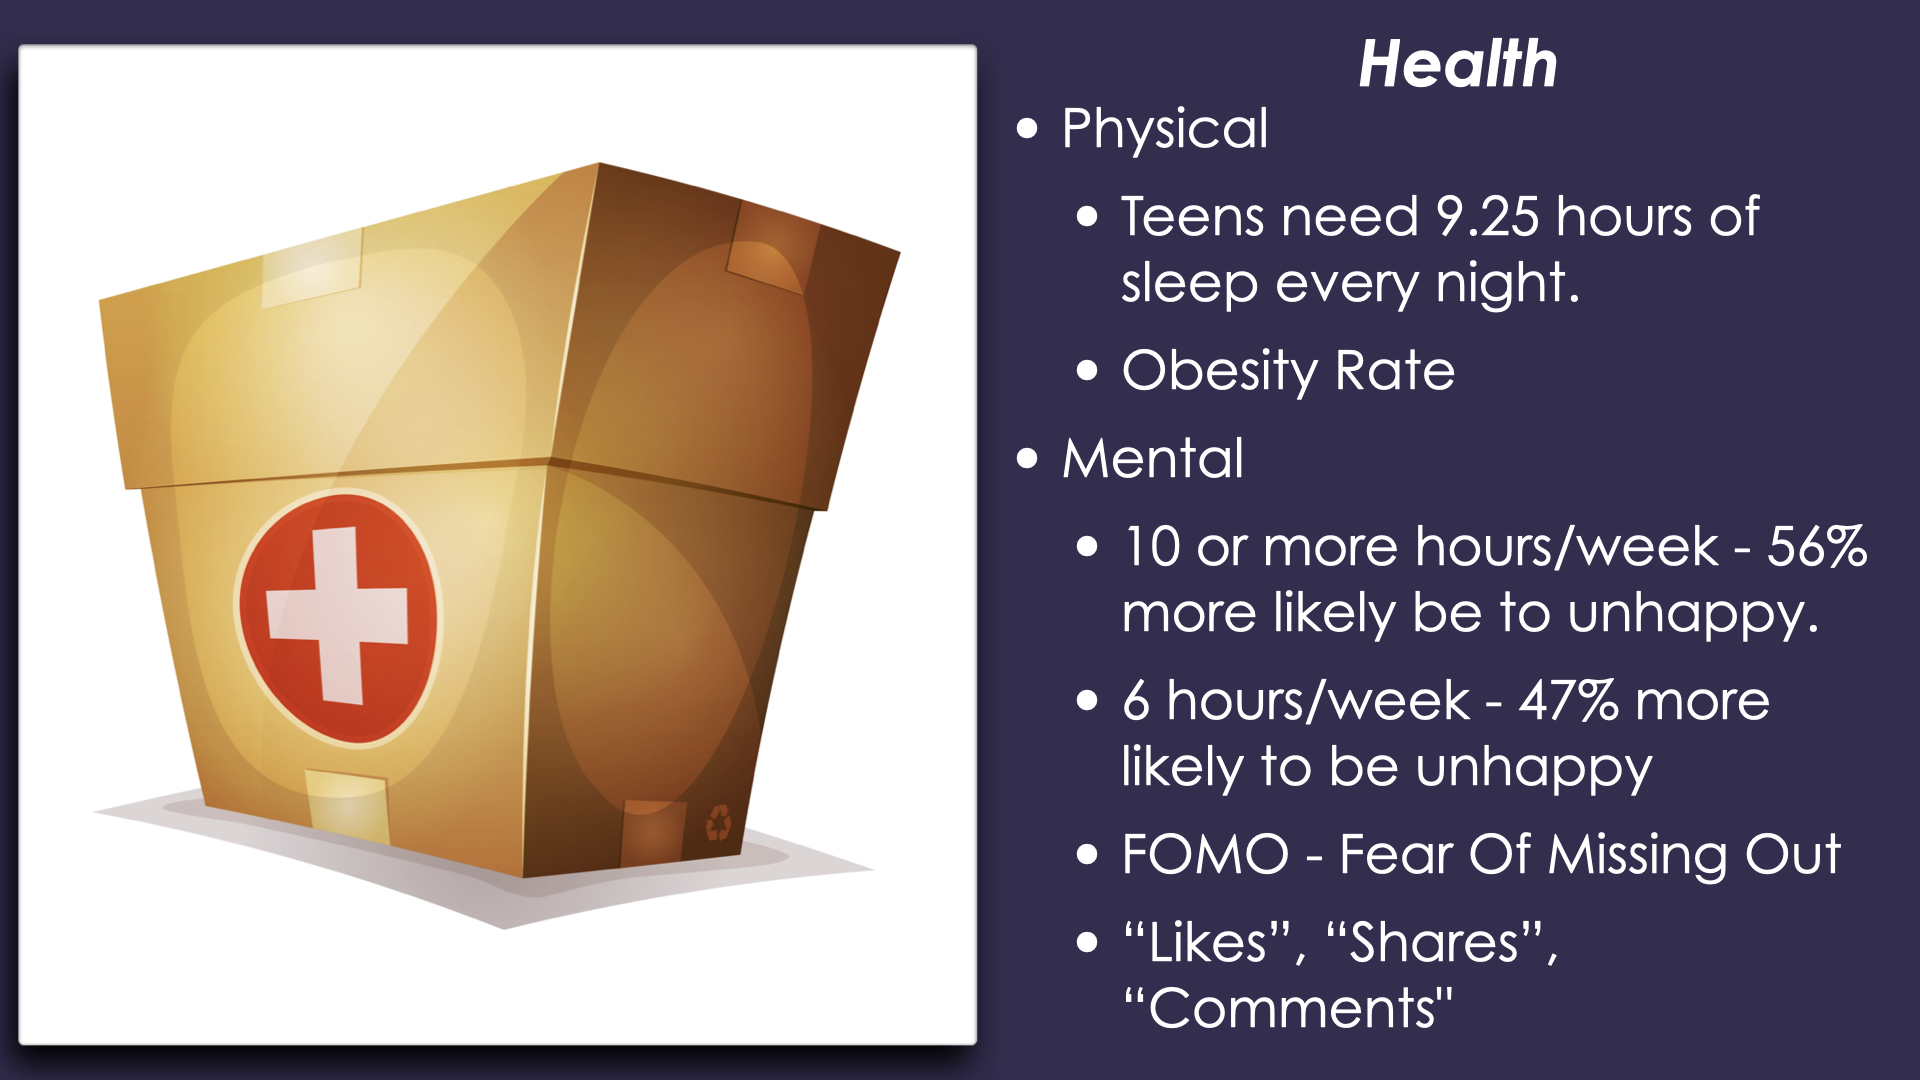 Health
• Physical
• Teens need 9.25 hours of
sleep every night.
• Obesity Rate
• Mental
• 10 or more hours/week - 56%
more likely be to unhappy.
• 6 hours/week - 47% more
likely to be unhappy
• FOMO - Fear Of Missing Out
• “Likes”, “Shares”,
“Comments"